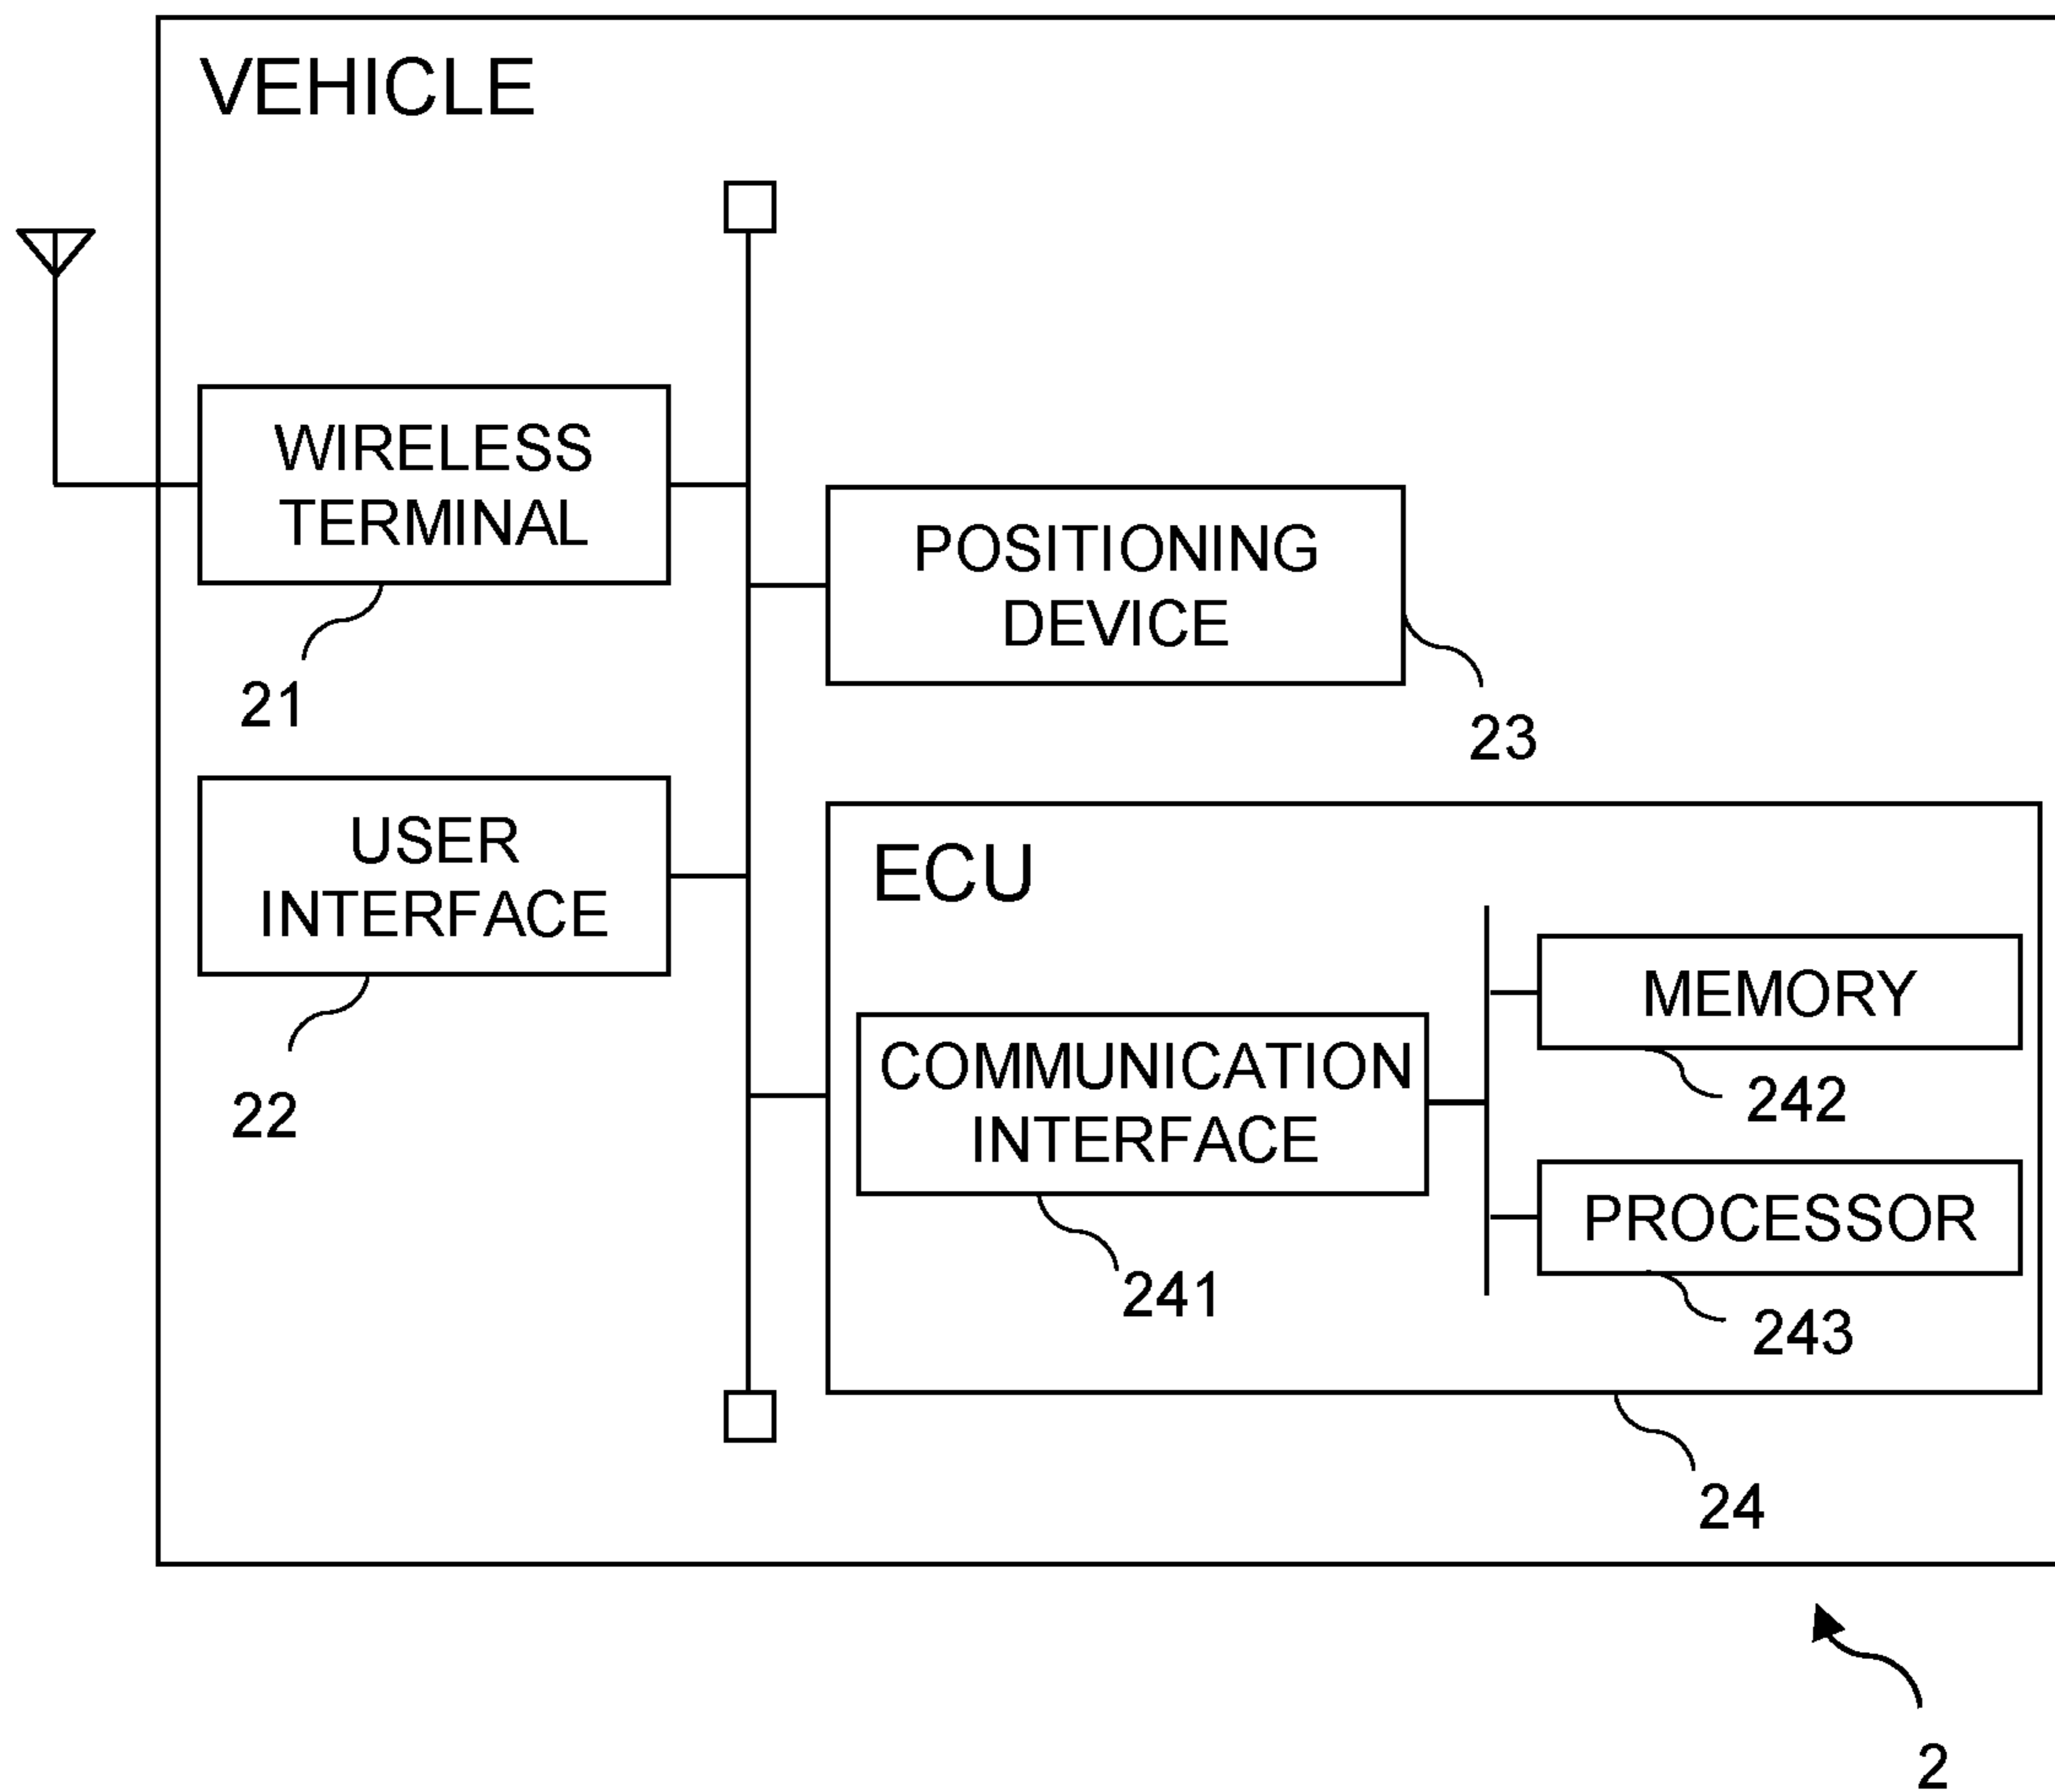 VEHICLE
WIRELESS
TERMINAL
21
POSITIONING
DEVICE
23
USER
INTERFACE
22
ECU
COMMUNICATION
INTERFACE
241
MEMORY
242
PROCESSOR
243
24
2